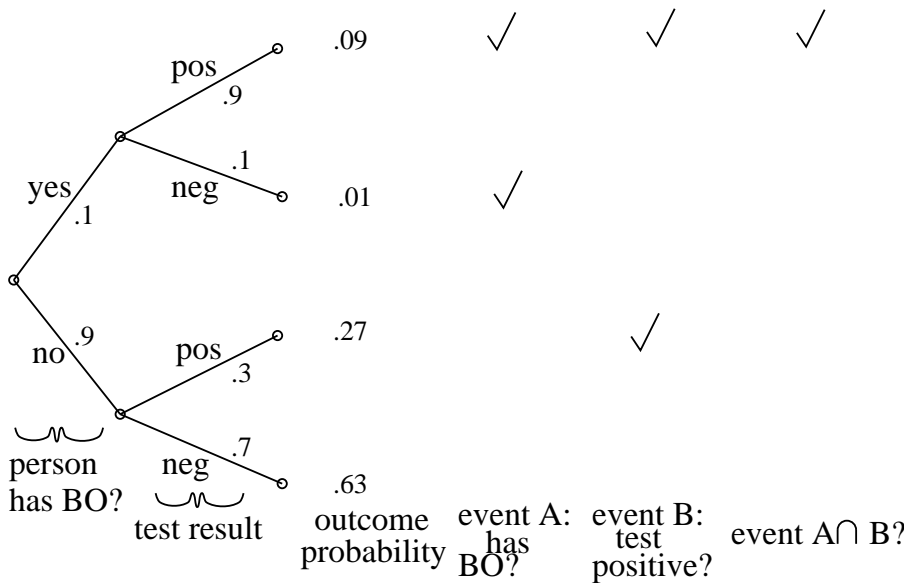 .09
pos
.9
.1
yes
neg
.01
.1
.9
.27
no
pos
.3
.7
person
has BO?
neg
test result
.63
outcome
probability
event A:
has
BO?
event B:
test
positive?
event A∩ B?